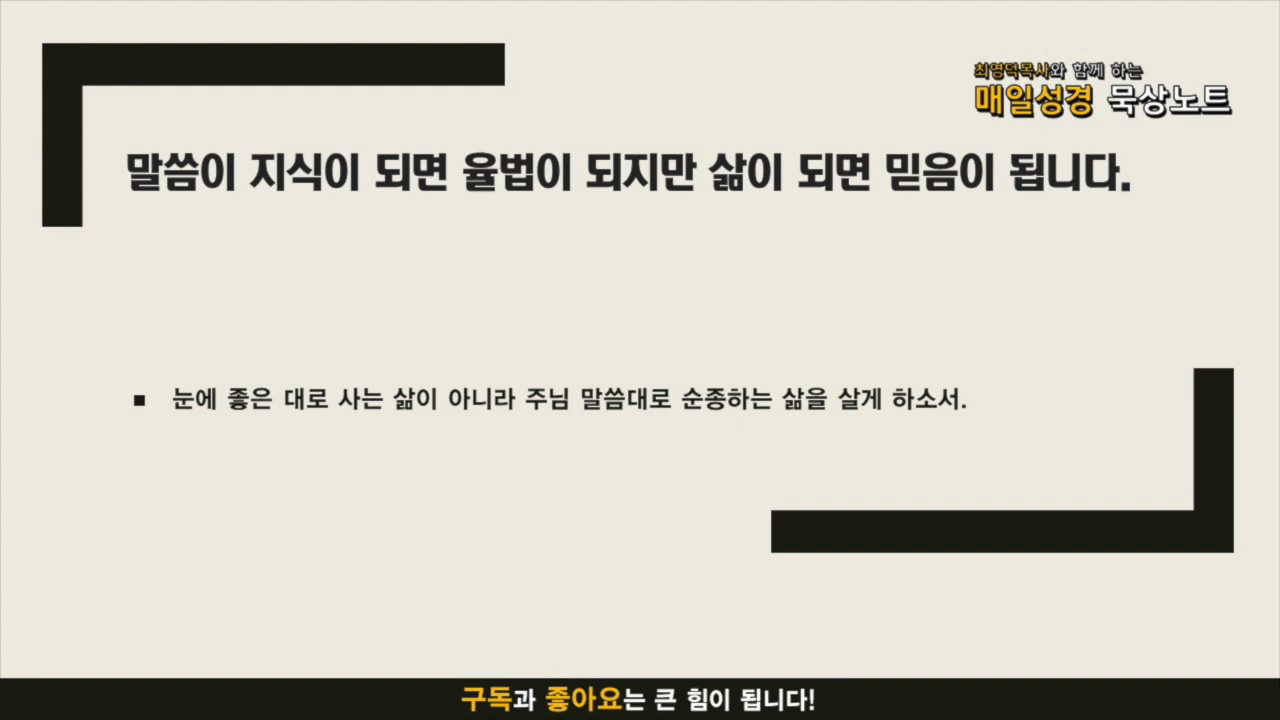 최영덕목사와 함께 하는
매일성경 묵상노트
말씀이 지식이 되면 율법이 되지만 삶이 되면 믿음이 됩니다.
■ 눈에 좋은 대로 사는 삶이 아니라 주님 말씀대로 순종하는 삶을 살게 하소서.
구독과 좋아요는 큰 힘이 됩니다!